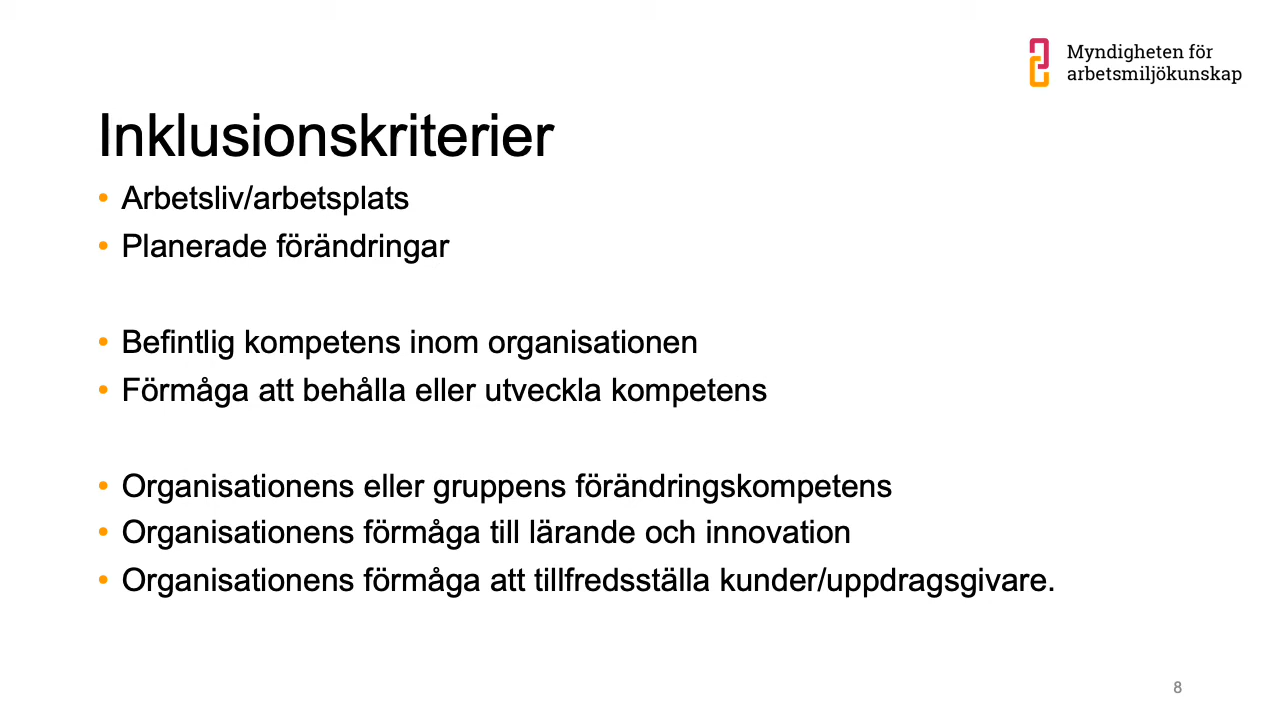 Myndigheten för
arbetsmiljökunskap
Inklusionskriterier
• Arbetsliv/arbetsplats
• Planerade förändringar
• Befintlig kompetens inom organisationen
• Förmåga att behålla eller utveckla kompetens
• Organisationens eller gruppens förändringskompetens
• Organisationens förmåga till lärande och innovation
• Organisationens förmåga att tillfredsställa kunder/uppdragsgivare.
8